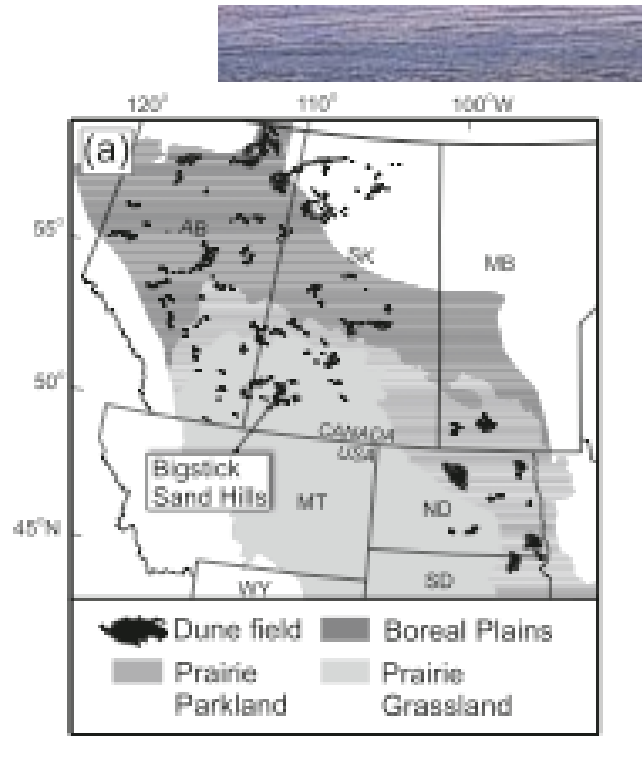 120° 110° 100°W
(a)
55°
AB
SK
MB
50°
CANADA
USA
Bigstick
Sand Hills
MT
ND
45°N
SD
WY
Dune field Boreal Plains
Prairie
Parkland
Prairie
Grassland